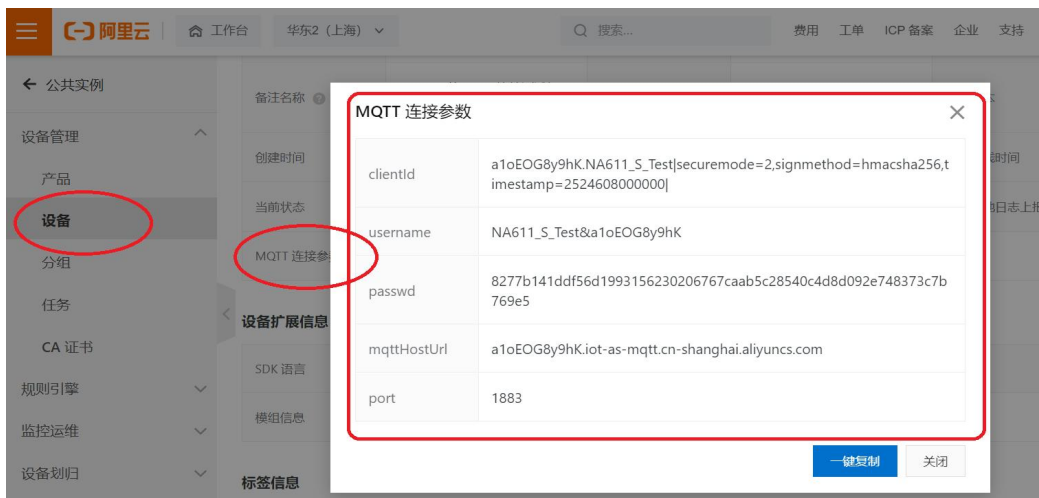 阿里云
工作台
华东2（上海）
搜索...
费用
工单
ICP 备案
企业
支持
公共实例
设备管理
产品
设备
分组
任务
CA 证书
规则引擎
监控运维
设备划归
备注名称
创建时间
当前状态
MQTT 连接参
设备扩展信息
SDK 语言
模组信息
标签信息
MQTT 连接参数
clientId
a1oEOG8y9hK.NA611_S_Test|securemode=2,signmethod=hmacsha256,t
imestamp=2524608000000|
username
NA611_S_Test&a1oEOG8y9hK
passwd
8277b141ddf56d1993156230206767caab5c28540c4d8d092e748373c7b
769e5
mqttHostUrl
a1oEOG8y9hK.iot-as-mqtt.cn-shanghai.aliyuncs.com
port
1883
一键复制
关闭